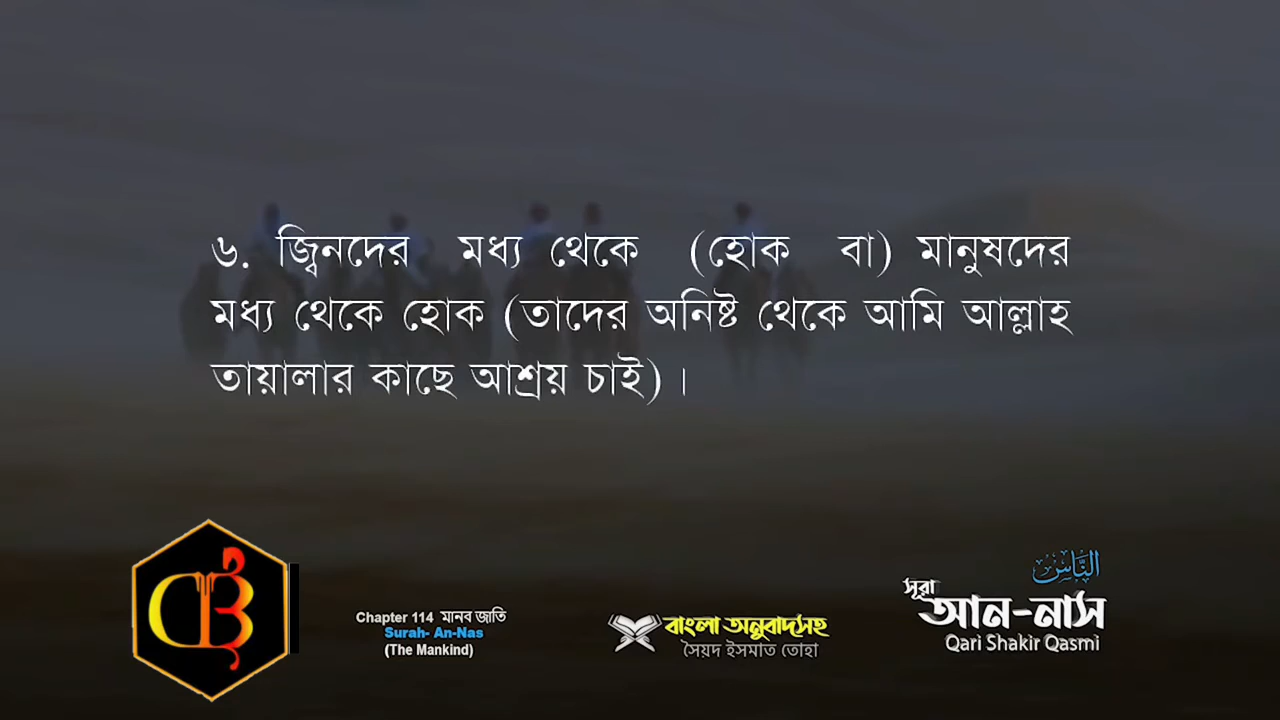 ৬. জ্বিনদের মধ্য থেকে (হোক বা) মানুষদের
মধ্য থেকে হোক (তাদের অনিষ্ট থেকে আমি আল্লাহ
তায়ালার কাছে আশ্রয় চাই)।
Chapter 114 মানব জাতি
Surah- An-Nas
(The Mankind)
বাংলা অনুবাদসহ
সৈয়দ ইসমাত তোহা
النَّاسِ
সূরা
আন-নাস
Qari Shakir Qasmi